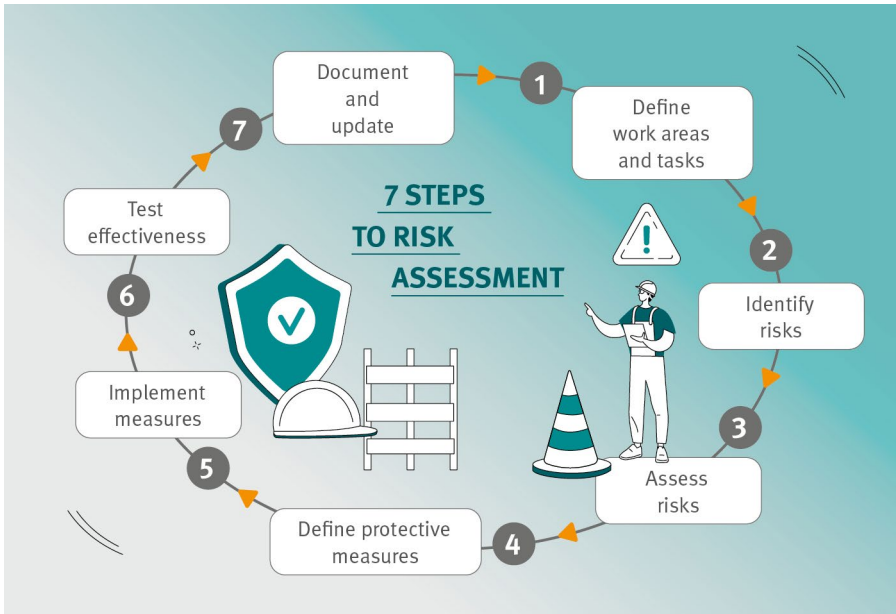 7 STEPS
TO RISK
ASSESSMENT
1
Define
work areas
and tasks
2
Identify
risks
3
Assess
risks
4
Define protective
measures
5
Implement
measures
6
Test
effectiveness
7
Document
and
update
!